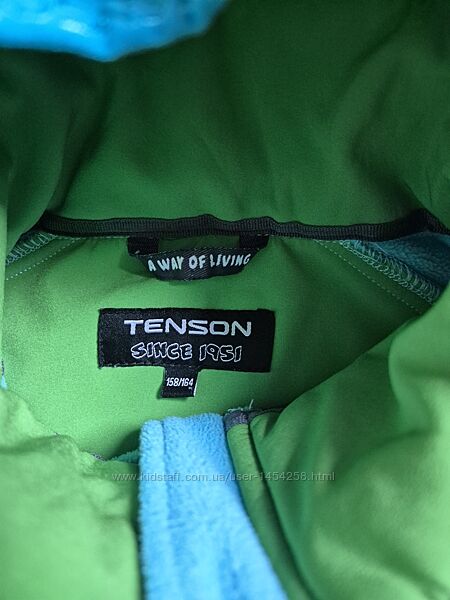 A WAY OF LIVING
TENSON
SINCE 1951
158/164
www.kidstaff.com.ua/user-1454258.html